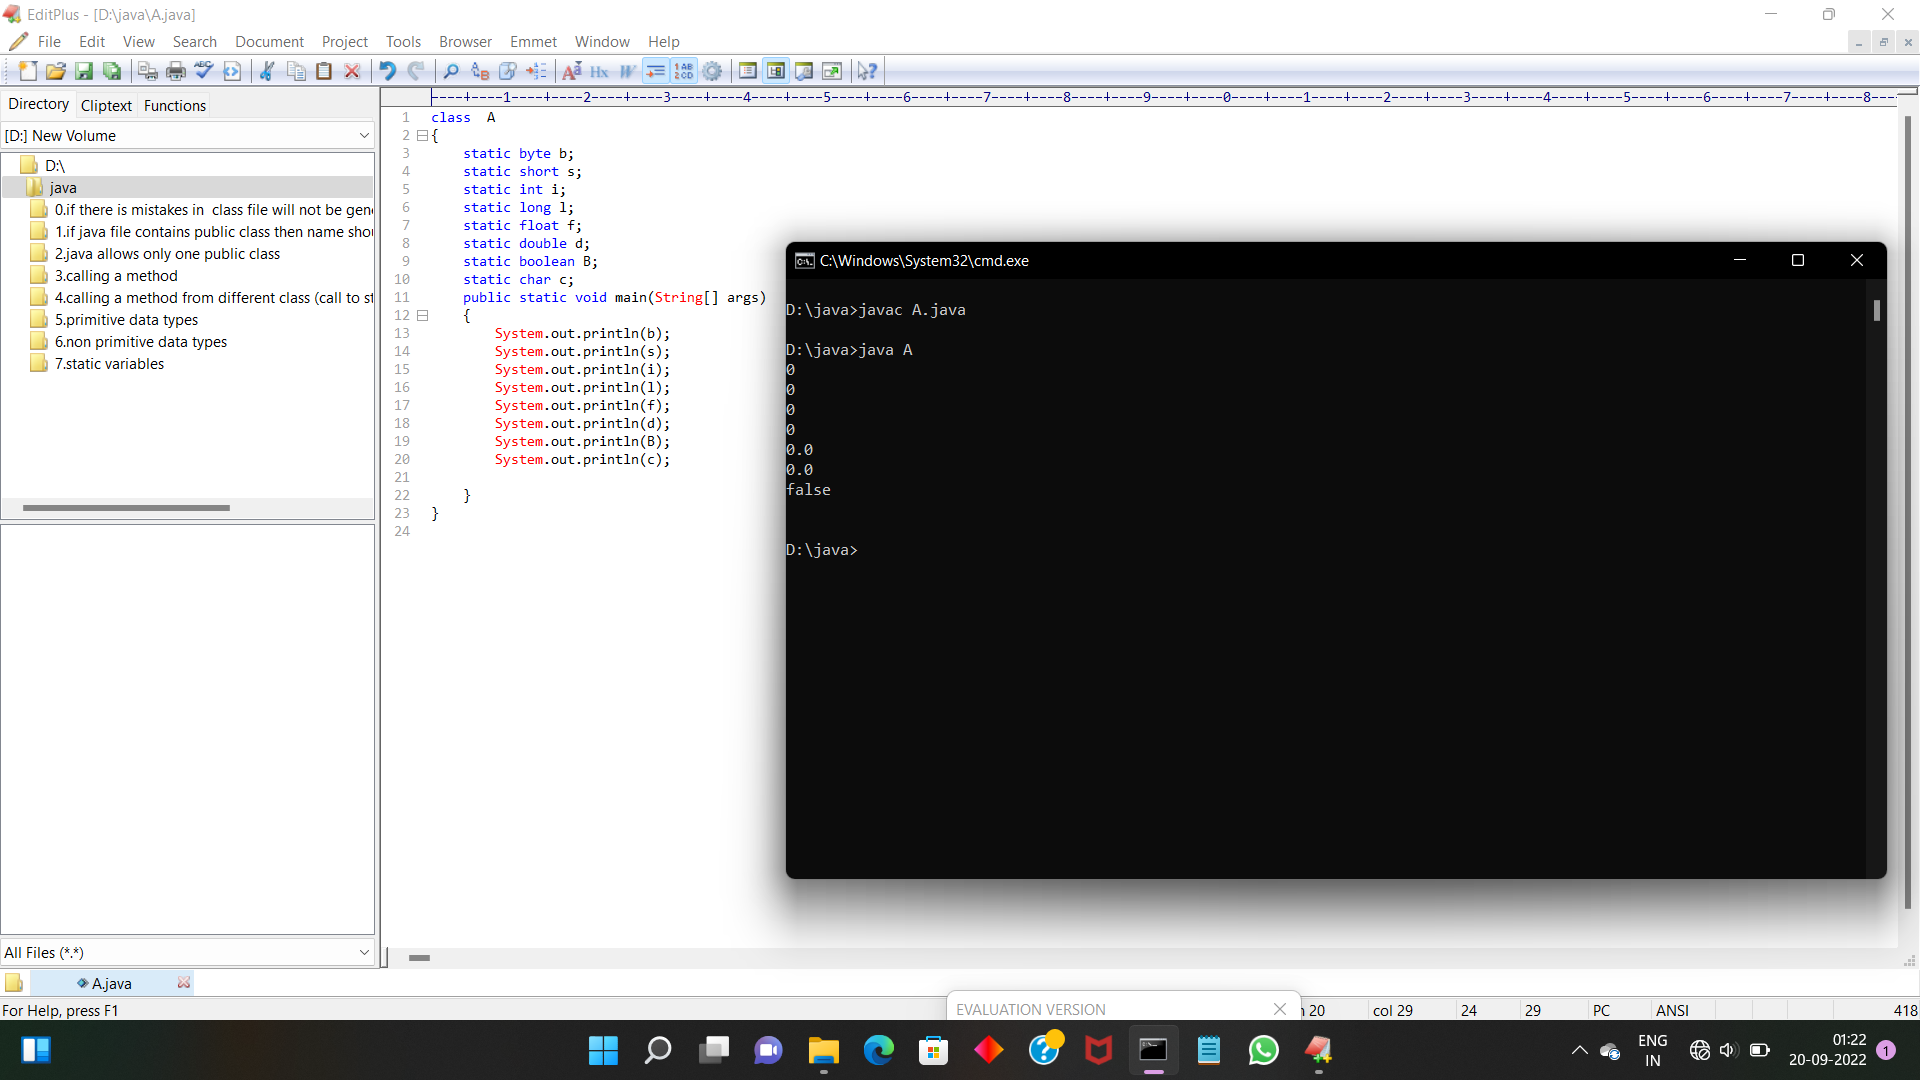 EditPlus - [D:\java\A.java]
File Edit View Search Document Project Tools Browser Emmet Window Help
Directory Cliptext Functions
[D:] New Volume
D:\
java
0.if there is mistakes in  class file will not be gen
1.if java file contains public class then name shou
2.java allows only one public class
3.calling a method
4.calling a method from different class (call to st
5.primitive data types
6.non primitive data types
7.static variables
----+----1----+----2----+----3----+----4----+----5----+----6----+----7----+----8----+----9----+----0----+----1----+----2----+----3----+----4----+----5----+----6----+----7----+----8---
1 class  A
2 {
3     static byte b;
4     static short s;
5     static int i;
6     static long l;
7     static float f;
8     static double d;
9     static boolean B;
10     static char c;
11     public static void main(String[] args)
12     {
13         System.out.println(b);
14         System.out.println(s);
15         System.out.println(i);
16         System.out.println(l);
17         System.out.println(f);
18         System.out.println(d);
19         System.out.println(B);
20         System.out.println(c);
21
22     }
23 }
24
C:\Windows\System32\cmd.exe
D:\java>javac A.java
D:\java>java A
0
0
0
0
0.0
0.0
false
D:\java>
All Files (*.*)
A.java
For Help, press F1
EVALUATION VERSION
20 col 29 24 29 PC ANSI 418
ENG
IN
01:22
20-09-2022
1